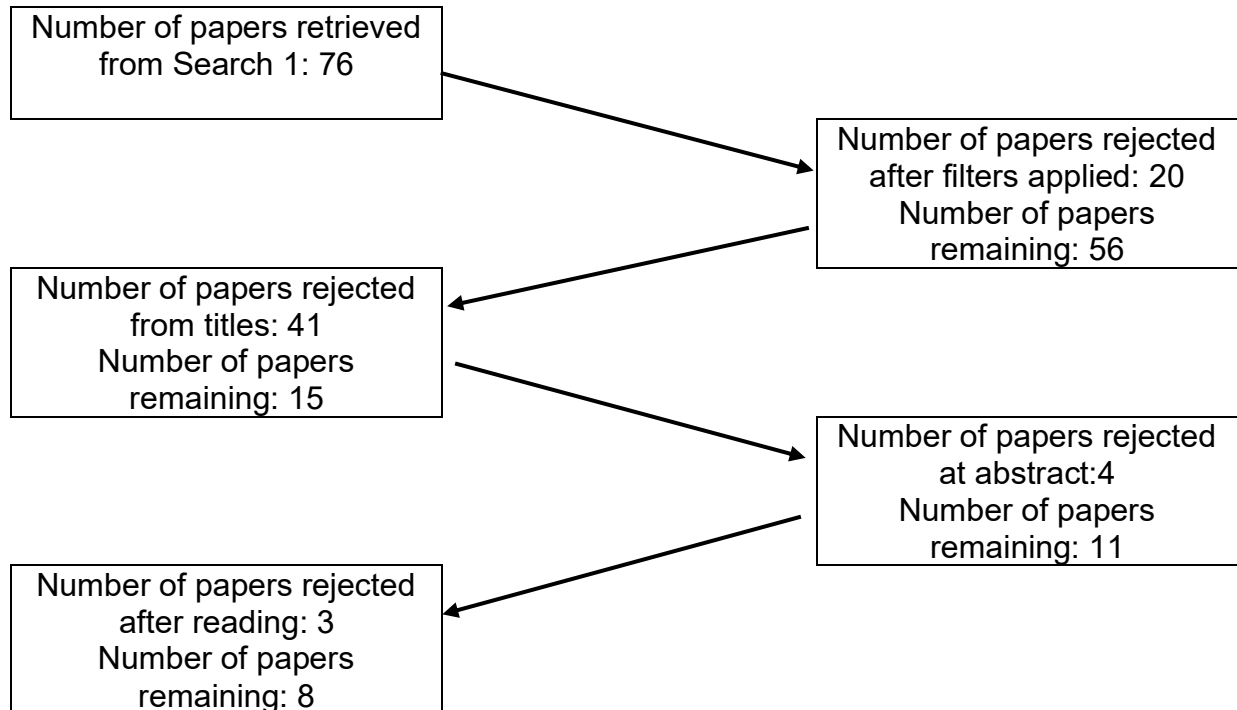 Number of papers retrieved
from Search 1: 76
Number of papers rejected
after filters applied: 20
Number of papers
remaining: 56
Number of papers rejected
from titles: 41
Number of papers
remaining: 15
Number of papers rejected
at abstract:4
Number of papers
remaining: 11
Number of papers rejected
after reading: 3
Number of papers
remaining: 8